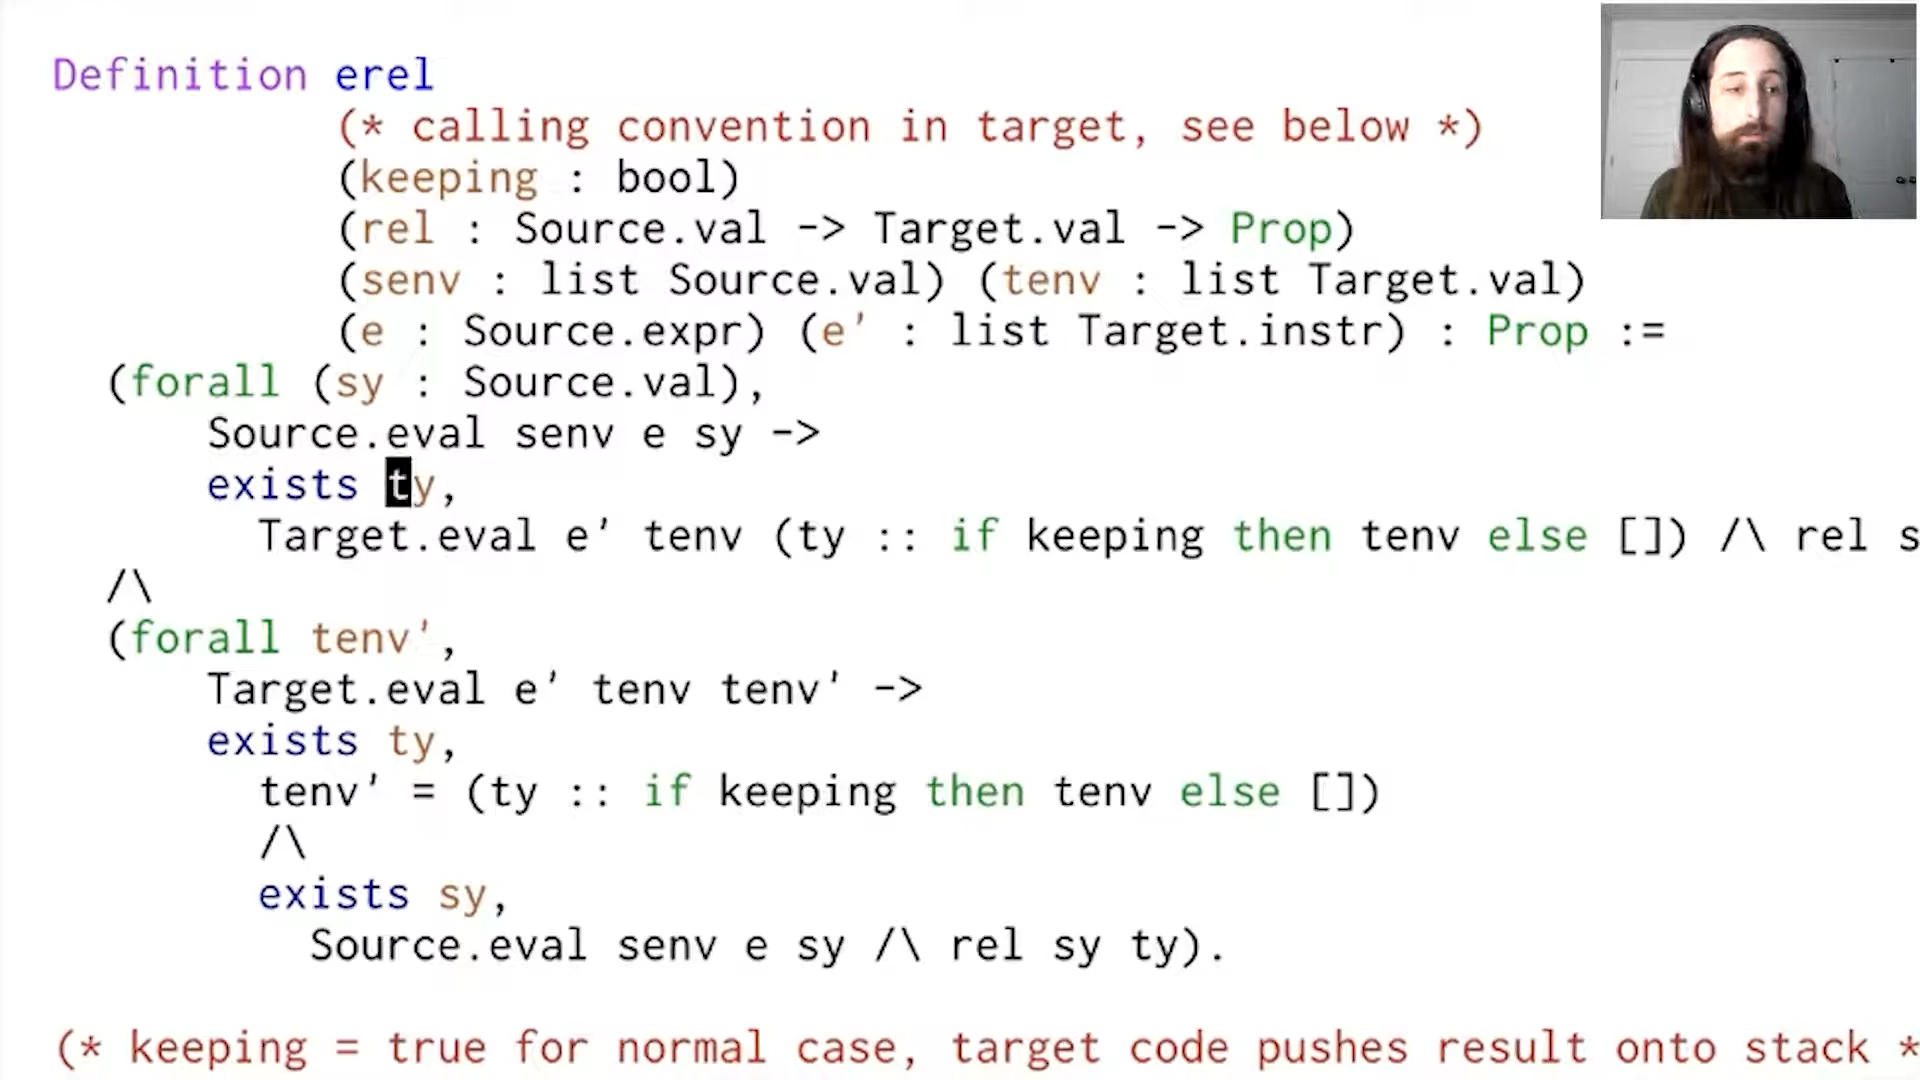 Definition erel
(* calling convention in target, see below *)
(keeping : bool)
(rel : Source.val -> Target.val -> Prop)
(senv : list Source.val) (tenv : list Target.val)
(e : Source.expr) (e' : list Target.instr) : Prop :=
(forall (sy : Source.val),
Source.eval senv e sy ->
exists ty,
Target.eval e' tenv (ty :: if keeping then tenv else []) /\ rel s
/\
(forall tenv',
Target.eval e' tenv tenv' ->
exists ty,
tenv' = (ty :: if keeping then tenv else [])
/\
exists sy,
Source.eval senv e sy /\ rel sy ty).
(* keeping = true for normal case, target code pushes result onto stack *